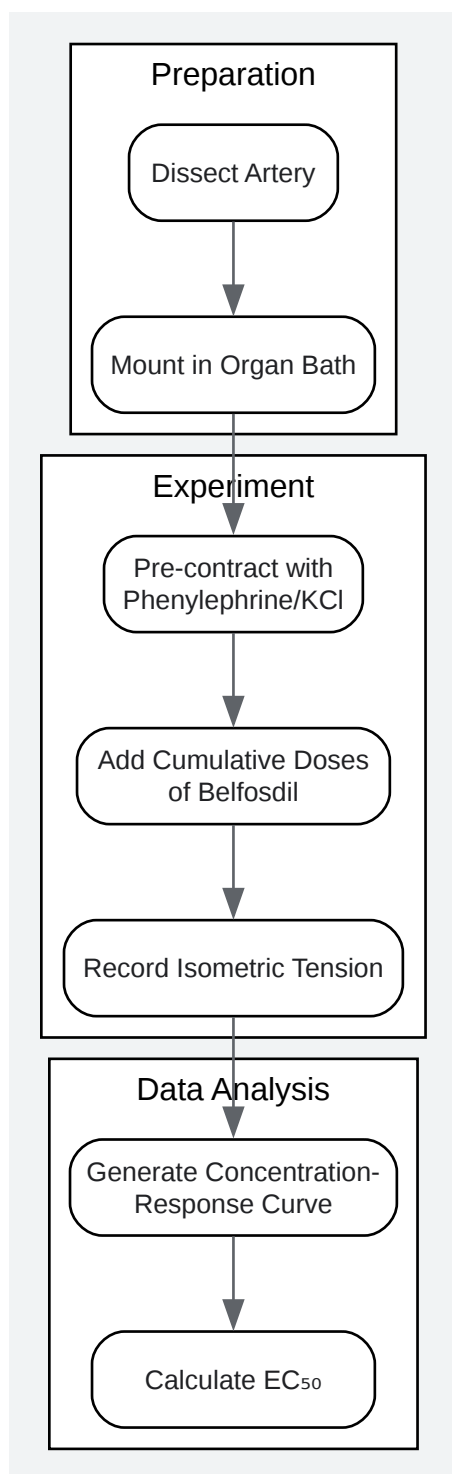 Preparation
Dissect Artery
Mount in Organ Bath
Experiment
Pre-contract with
Phenylephrine/KCl
Add Cumulative Doses
of Belfosdil
Record Isometric Tension
Data Analysis
Generate Concentration-
Response Curve
Calculate EC₅₀